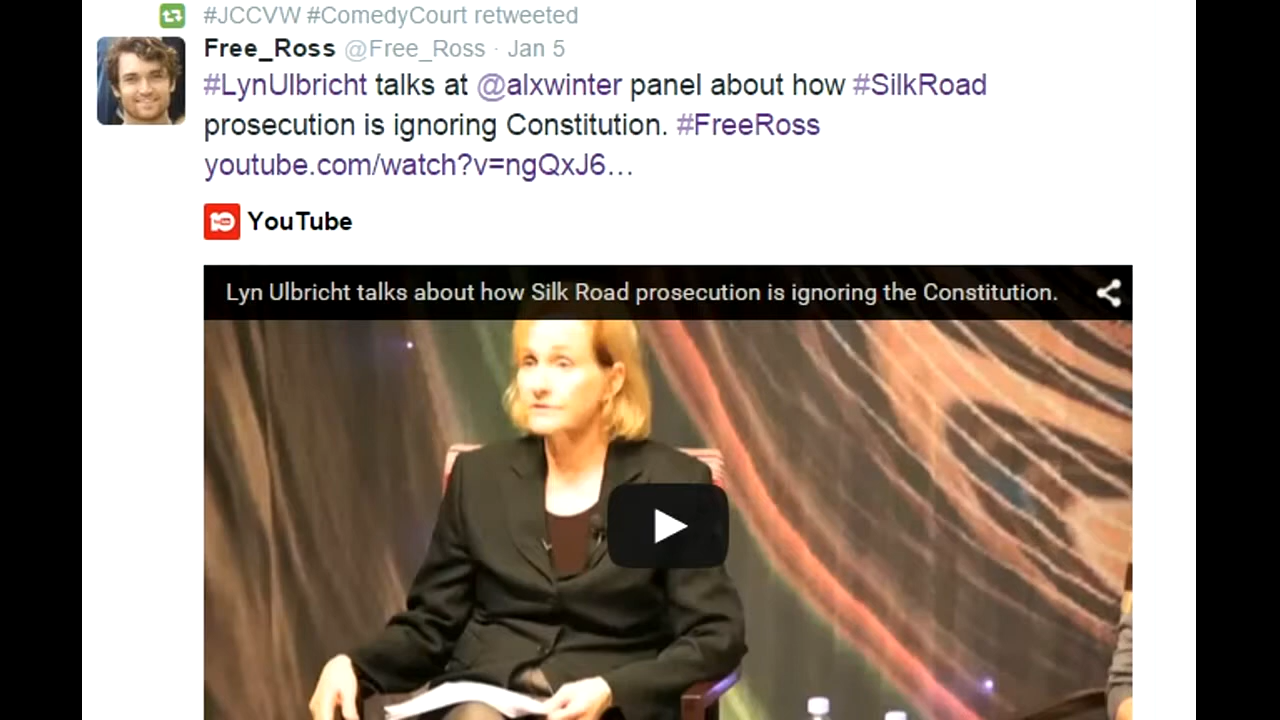 #JCCVW #ComedyCourt retweeted
Free_Ross @Free_Ross · Jan 5
#LynUlbricht talks at @alxwinter panel about how #SilkRoad
prosecution is ignoring Constitution. #FreeRoss
youtube.com/watch?v=ngQxJ6…
10 YouTube
Lyn Ulbricht talks about how Silk Road prosecution is ignoring the Constitution.